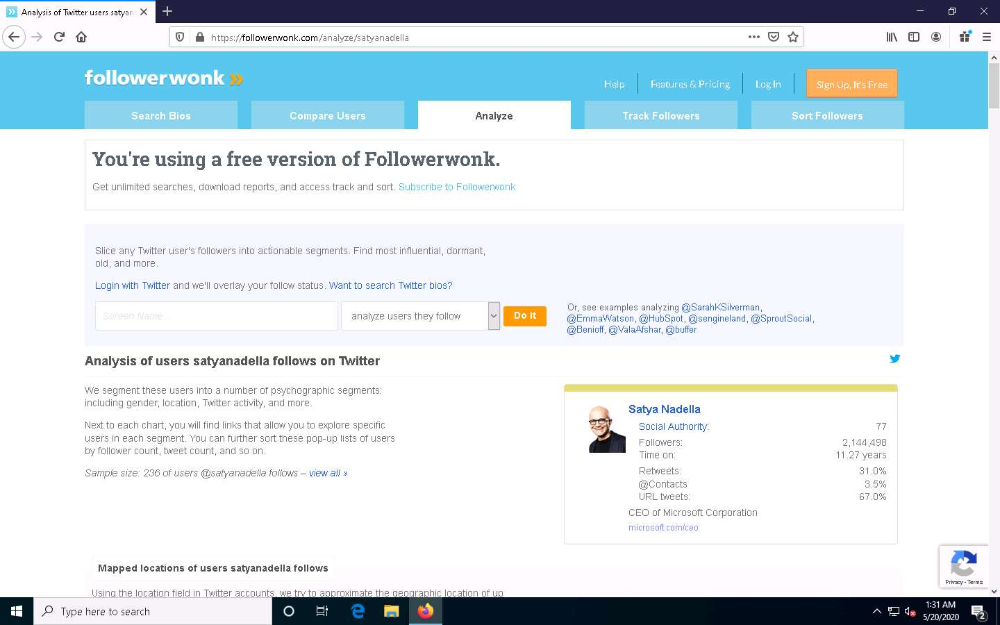 Analysis of Twitter users satyan
https://followerwonk.com/analyze/satyanadella
followerwonk
Help
Features & Pricing
Log In
Sign Up, It's Free
Search Bios
Compare Users
Analyze
Track Followers
Sort Followers
You're using a free version of Followerwonk.
Get unlimited searches, download reports, and access track and sort. Subscribe to Followerwonk
Slice any Twitter user's followers into actionable segments. Find most influential, dormant,
old, and more.
Login with Twitter and we'll overlay your follow status. Want to search Twitter bios?
Screen Name...
analyze users they follow
Do it
Or, see examples analyzing @SarahKSilverman,
@EmmaWatson, @HubSpot, @sengineland, @SproutSocial,
@Benioff, @ValaAfshar, @buffer
Analysis of users satyanadella follows on Twitter
We segment these users into a number of psychographic segments:
including gender, location, Twitter activity, and more.
Next to each chart, you will find links that allow you to explore specific
users in each segment. You can further sort these pop-up lists of users
by follower count, tweet count, and so on.
Sample size: 236 of users @satyanadella follows – view all »
Satya Nadella
Social Authority: 77
Followers: 2,144,498
Time on: 11.27 years
Retweets: 31.0%
@Contacts 3.5%
URL tweets: 67.0%
CEO of Microsoft Corporation
microsoft.com/ceo
Mapped locations of users satyanadella follows
Using the location field in Twitter accounts, we try to approximate the geographic location of up
Privacy - Terms
Type here to search
1:31 AM
5/20/2020
2